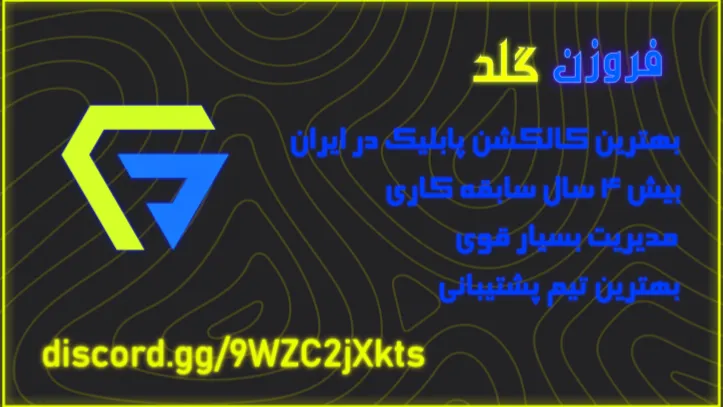 فروزن گلد
بهترین کالکشن پابلیک در ایران
بیش ۴ سال سابقه کاری
مدیریت بسیار قوی
بهترین تیم پشتیبانی
discord.gg/9WZC2jXkts